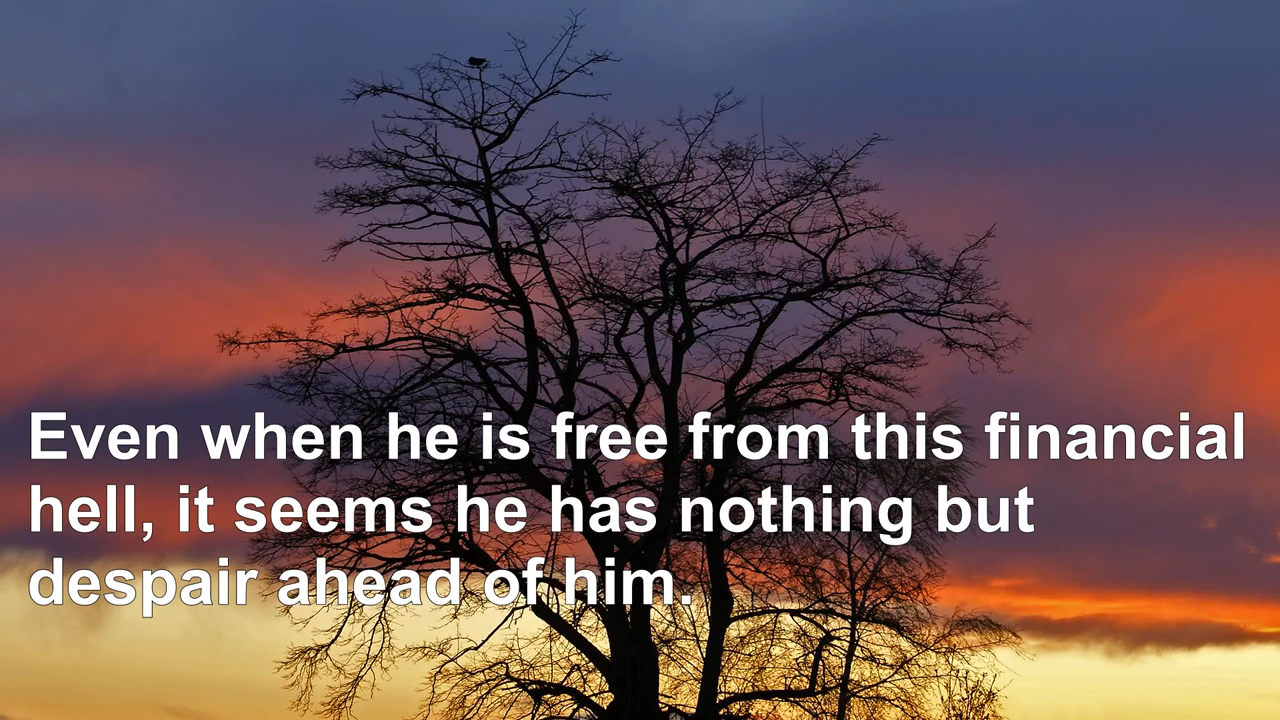 Even when he is free from this financial
hell, it seems he has nothing but
despair ahead of him.